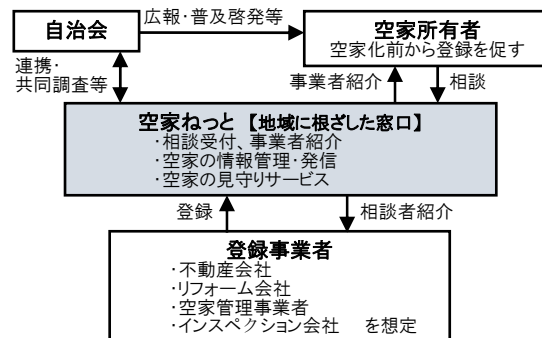 自治会
広報・普及啓発等
空家所有者
空家化前から登録を促す
連携・
共同調査等
事業者紹介
相談
空家ねっと 【地域に根ざした窓口】
・相談受付、事業者紹介
・空家の情報管理・発信
・空家の見守りサービス
登録
相談者紹介
登録事業者
・不動産会社
・リフォーム会社
・空家管理事業者
・インスペクション会社 を想定